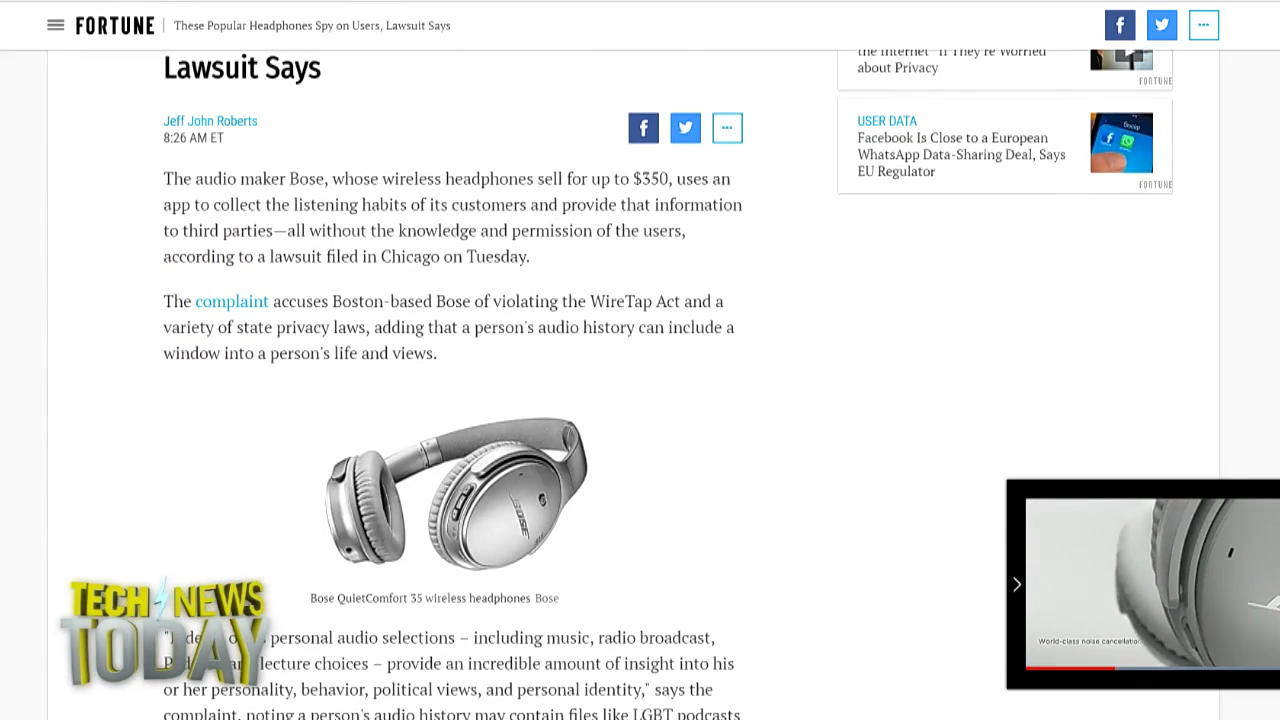 FORTUNE These Popular Headphones Spy on Users, Lawsuit Says
Lawsuit Says
Jeff John Roberts
8:26 AM ET
The audio maker Bose, whose wireless headphones sell for up to $350, uses an
app to collect the listening habits of its customers and provide that information
to third parties—all without the knowledge and permission of the users,
according to a lawsuit filed in Chicago on Tuesday.
The complaint accuses Boston-based Bose of violating the WireTap Act and a
variety of state privacy laws, adding that a person's audio history can include a
window into a person's life and views.
BOSE
Bose QuietComfort 35 wireless headphones Bose
personal audio selections – including music, radio broadcast,
lecture choices – provide an incredible amount of insight into his
or her personality, behavior, political views, and personal identity," says the
complaint, noting a person's audio history may contain files like LGBT podcasts
TECH NEWS
TODAY
the Internet' If They're Worried
about Privacy
FORTUNE
USER DATA
Facebook Is Close to a European
WhatsApp Data-Sharing Deal, Says
EU Regulator
FORTUNE
World-class noise cancellatio